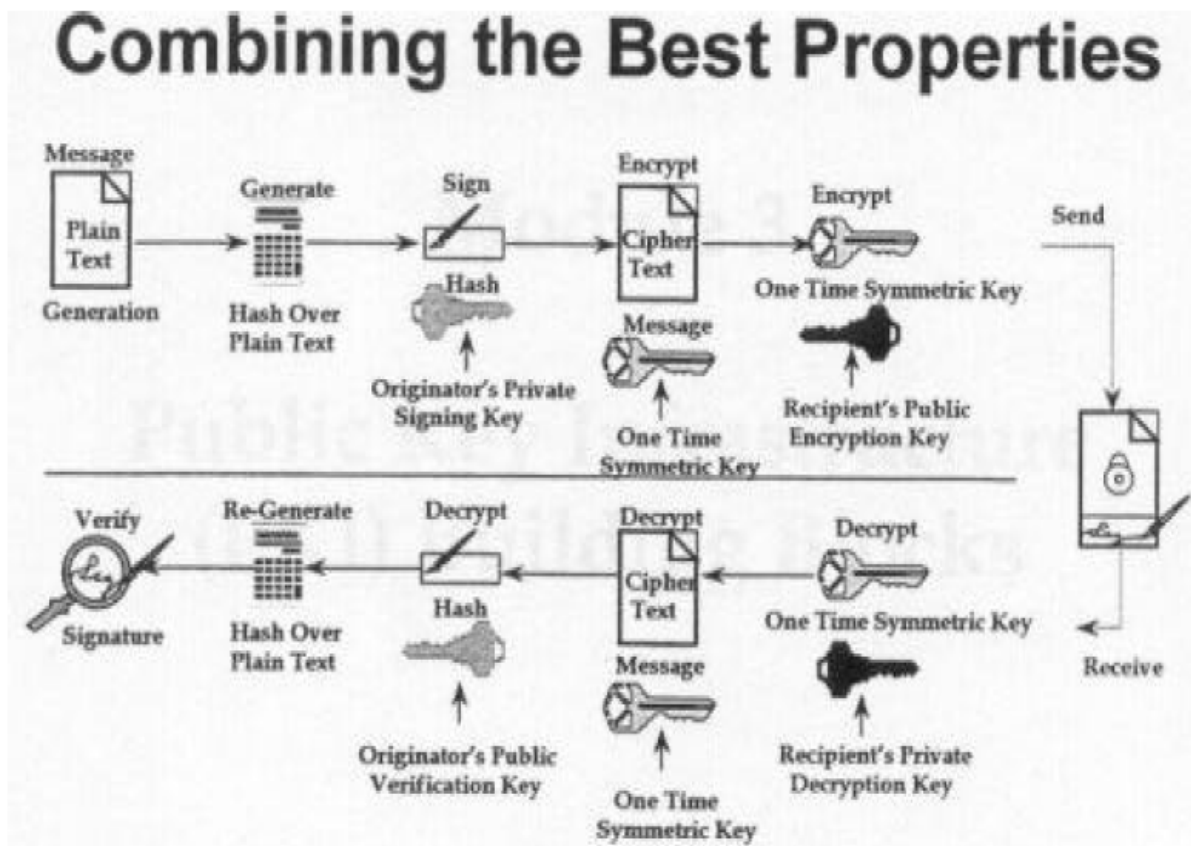 Combining the Best Properties
Message
Plain
Text
Generation
Generate
Hash Over
Plain Text
Sign
Hash
Originator's Private
Signing Key
Encrypt
Cipher
Text
Message
One Time
Symmetric Key
Encrypt
One Time Symmetric Key
Recipient's Public
Encryption Key
Send
Verify
Signature
Re-Generate
Hash Over
Plain Text
Decrypt
Hash
Originator's Public
Verification Key
Decrypt
Cipher
Text
Message
One Time
Symmetric Key
Decrypt
One Time Symmetric Key
Recipient's Private
Decryption Key
Receive